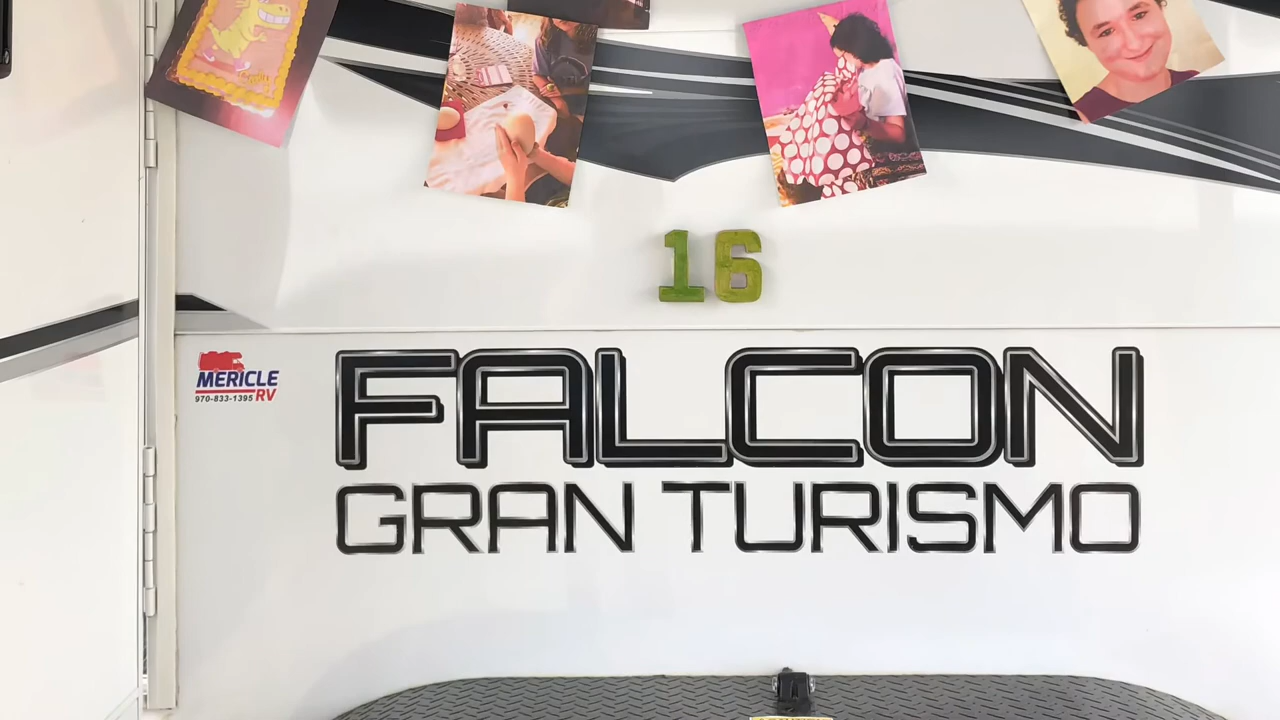 16
MERICLE
RV
970-833-1395
FALCON
GRAN TURISMO